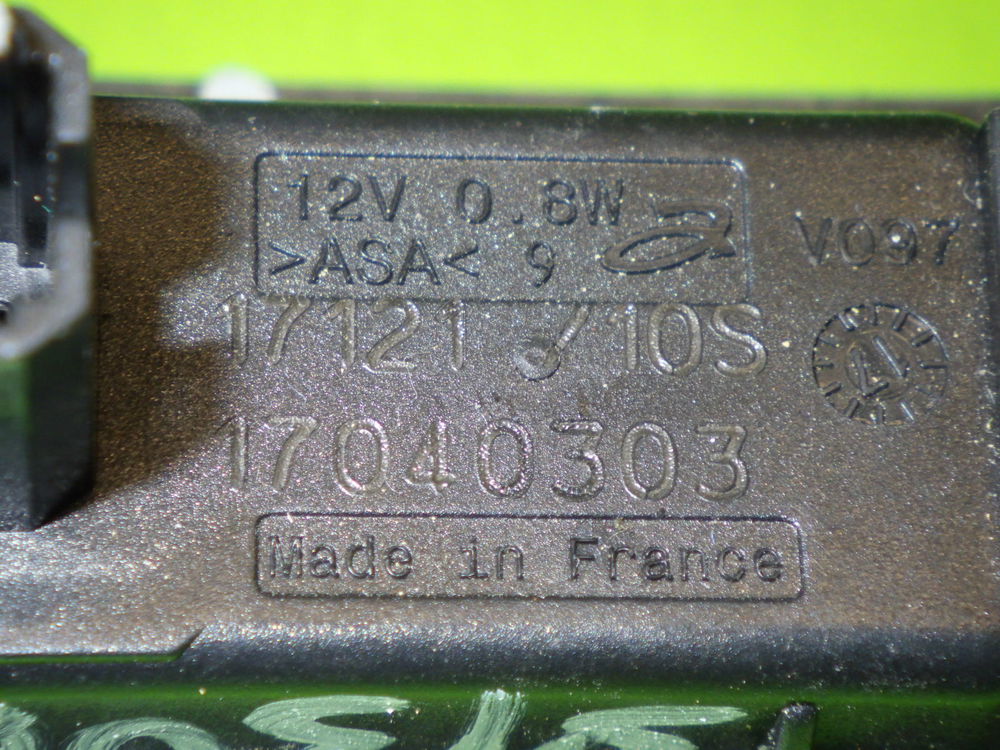 12V 0.8W
>ASA< 9
V097
17121 /10S
17040303
Made in France